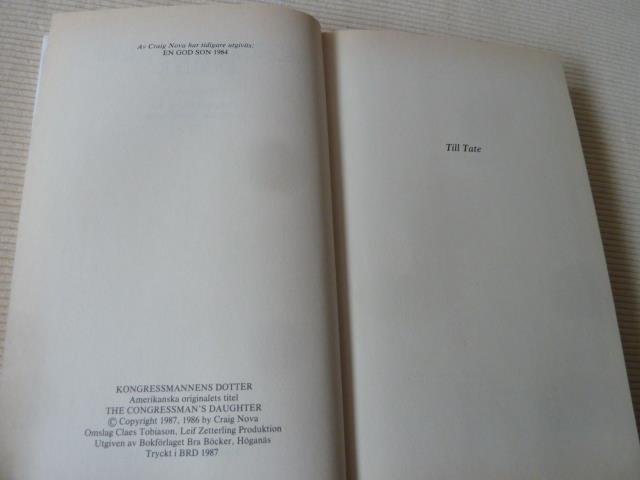 Av Craig Nova har tidigare utgivits:
EN GOD SON 1984
KONGRESSMANNENS DOTTER
Amerikanska originalets titel
THE CONGRESSMAN'S DAUGHTER
© Copyright 1987, 1986 by Craig Nova
Omslag Claes Tobiason, Leif Zetterling Produktion
Utgiven av Bokförlaget Bra Böcker, Höganäs
Tryckt i BRD 1987
Till Tate